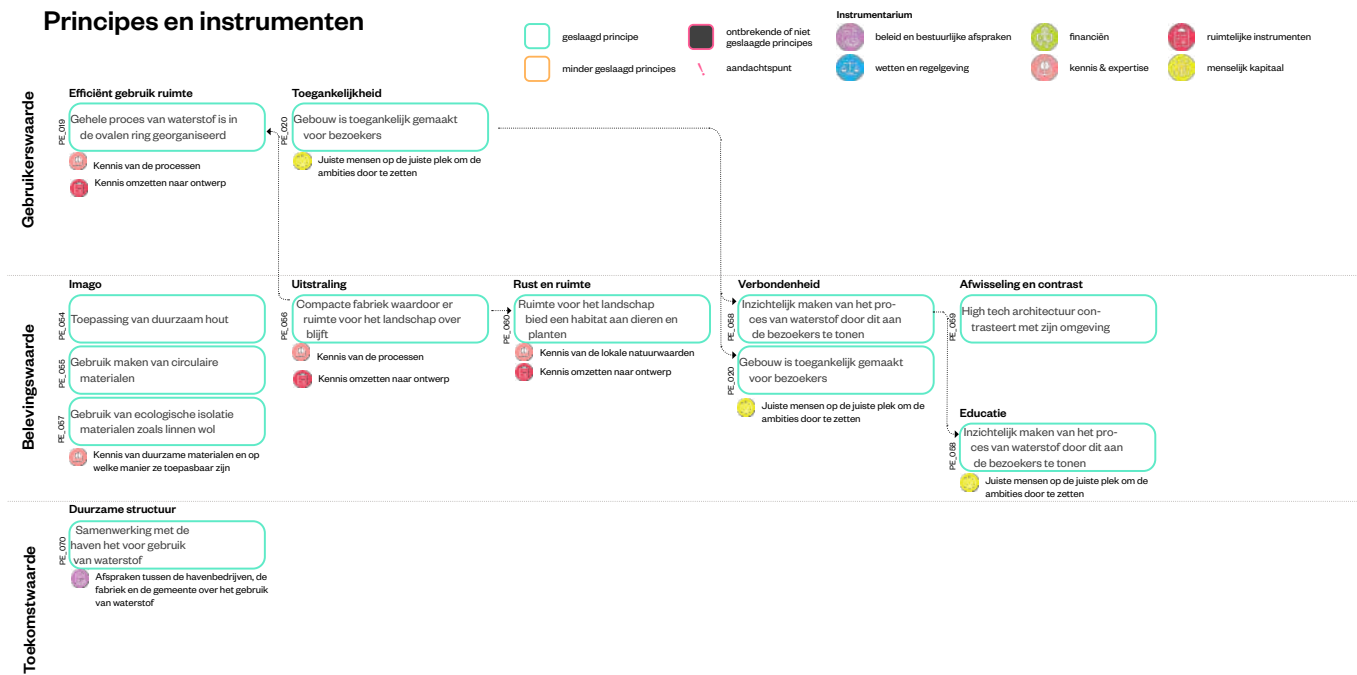 Principes en instrumenten
geslaagd principe
minder geslaagd principes
ontbrekende of niet
geslaagde principes
aandachtspunt
Instrumentarium
beleid en bestuurlijke afspraken
wetten en regelgeving
financiën
kennis & expertise
ruimtelijke instrumenten
menselijk kapitaal
Gebruikerswaarde
Efficiënt gebruik ruimte
PE_019
Gehele proces van waterstof is in
de ovalen ring georganiseerd
Kennis van de processen
Kennis omzetten naar ontwerp
Toegankelijkheid
PE_020
Gebouw is toegankelijk gemaakt
voor bezoekers
Juiste mensen op de juiste plek om de
ambities door te zetten
Belevingswaarde
Imago
PE_054
Toepassing van duurzaam hout
PE_055
Gebruik maken van circulaire
materialen
PE_057
Gebruik van ecologische isolatie
materialen zoals linnen wol
Kennis van duurzame materialen en op
welke manier ze toepasbaar zijn
Uitstraling
PE_056
Compacte fabriek waardoor er
ruimte voor het landschap over
blijft
Kennis van de processen
Kennis omzetten naar ontwerp
Rust en ruimte
PE_060
Ruimte voor het landschap
bied een habitat aan dieren en
planten
Kennis van de lokale natuurwaarden
Kennis omzetten naar ontwerp
Verbondenheid
PE_058
Inzichtelijk maken van het pro-
ces van waterstof door dit aan
de bezoekers te tonen
PE_020
Gebouw is toegankelijk gemaakt
voor bezoekers
Juiste mensen op de juiste plek om de
ambities door te zetten
Afwisseling en contrast
PE_059
High tech architectuur con-
trasteert met zijn omgeving
Educatie
PE_058
Inzichtelijk maken van het pro-
ces van waterstof door dit aan
de bezoekers te tonen
Juiste mensen op de juiste plek om de
ambities door te zetten
Toekomstwaarde
Duurzame structuur
PE_070
Samenwerking met de
haven het voor gebruik
van waterstof
Afspraken tussen de havenbedrijven, de
fabriek en de gemeente over het gebruik
van waterstof